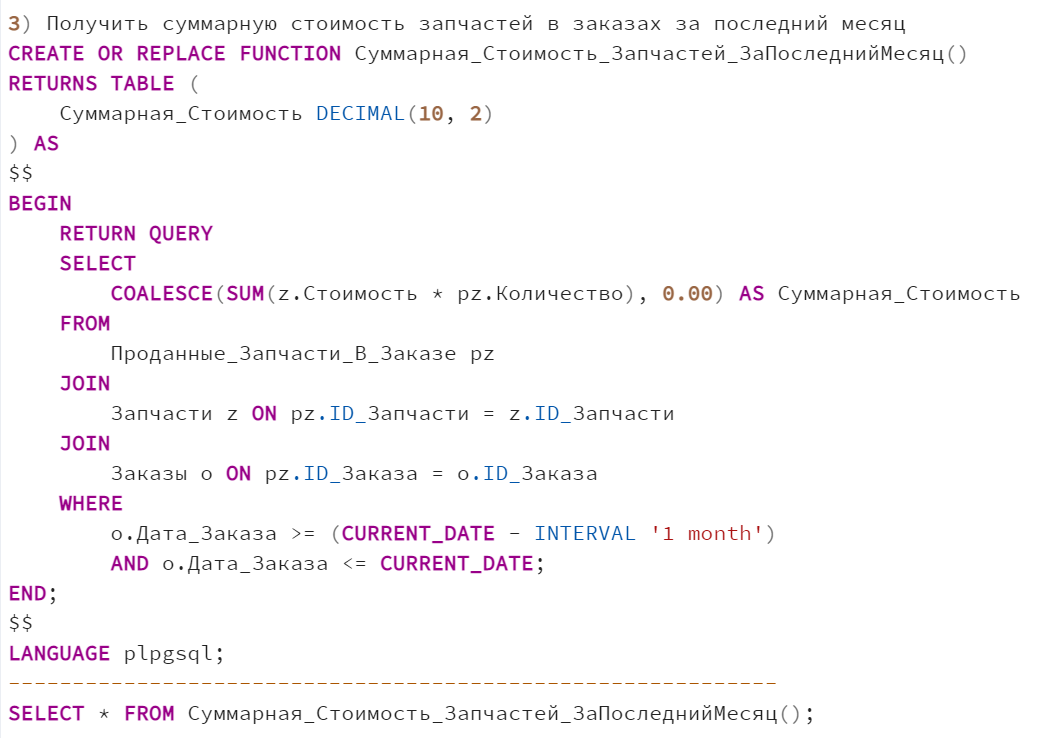 3) Получить суммарную стоимость запчастей в заказах за последний месяц
CREATE OR REPLACE FUNCTION Суммарная_Стоимость_Запчастей_ЗаПоследнийМесяц()
RETURNS TABLE (
    Суммарная_Стоимость DECIMAL(10, 2)
) AS
$$
BEGIN
    RETURN QUERY
    SELECT
        COALESCE(SUM(z.Стоимость * pz.Количество), 0.00) AS Суммарная_Стоимость
    FROM
        Проданные_Запчасти_В_Заказе pz
    JOIN
        Запчасти z ON pz.ID_Запчасти = z.ID_Запчасти
    JOIN
        Заказы o ON pz.ID_Заказа = o.ID_Заказа
    WHERE
        o.Дата_Заказа >= (CURRENT_DATE - INTERVAL '1 month')
        AND o.Дата_Заказа <= CURRENT_DATE;
END;
$$
LANGUAGE plpgsql;
------------------------------------------------------------
SELECT * FROM Суммарная_Стоимость_Запчастей_ЗаПоследнийМесяц();